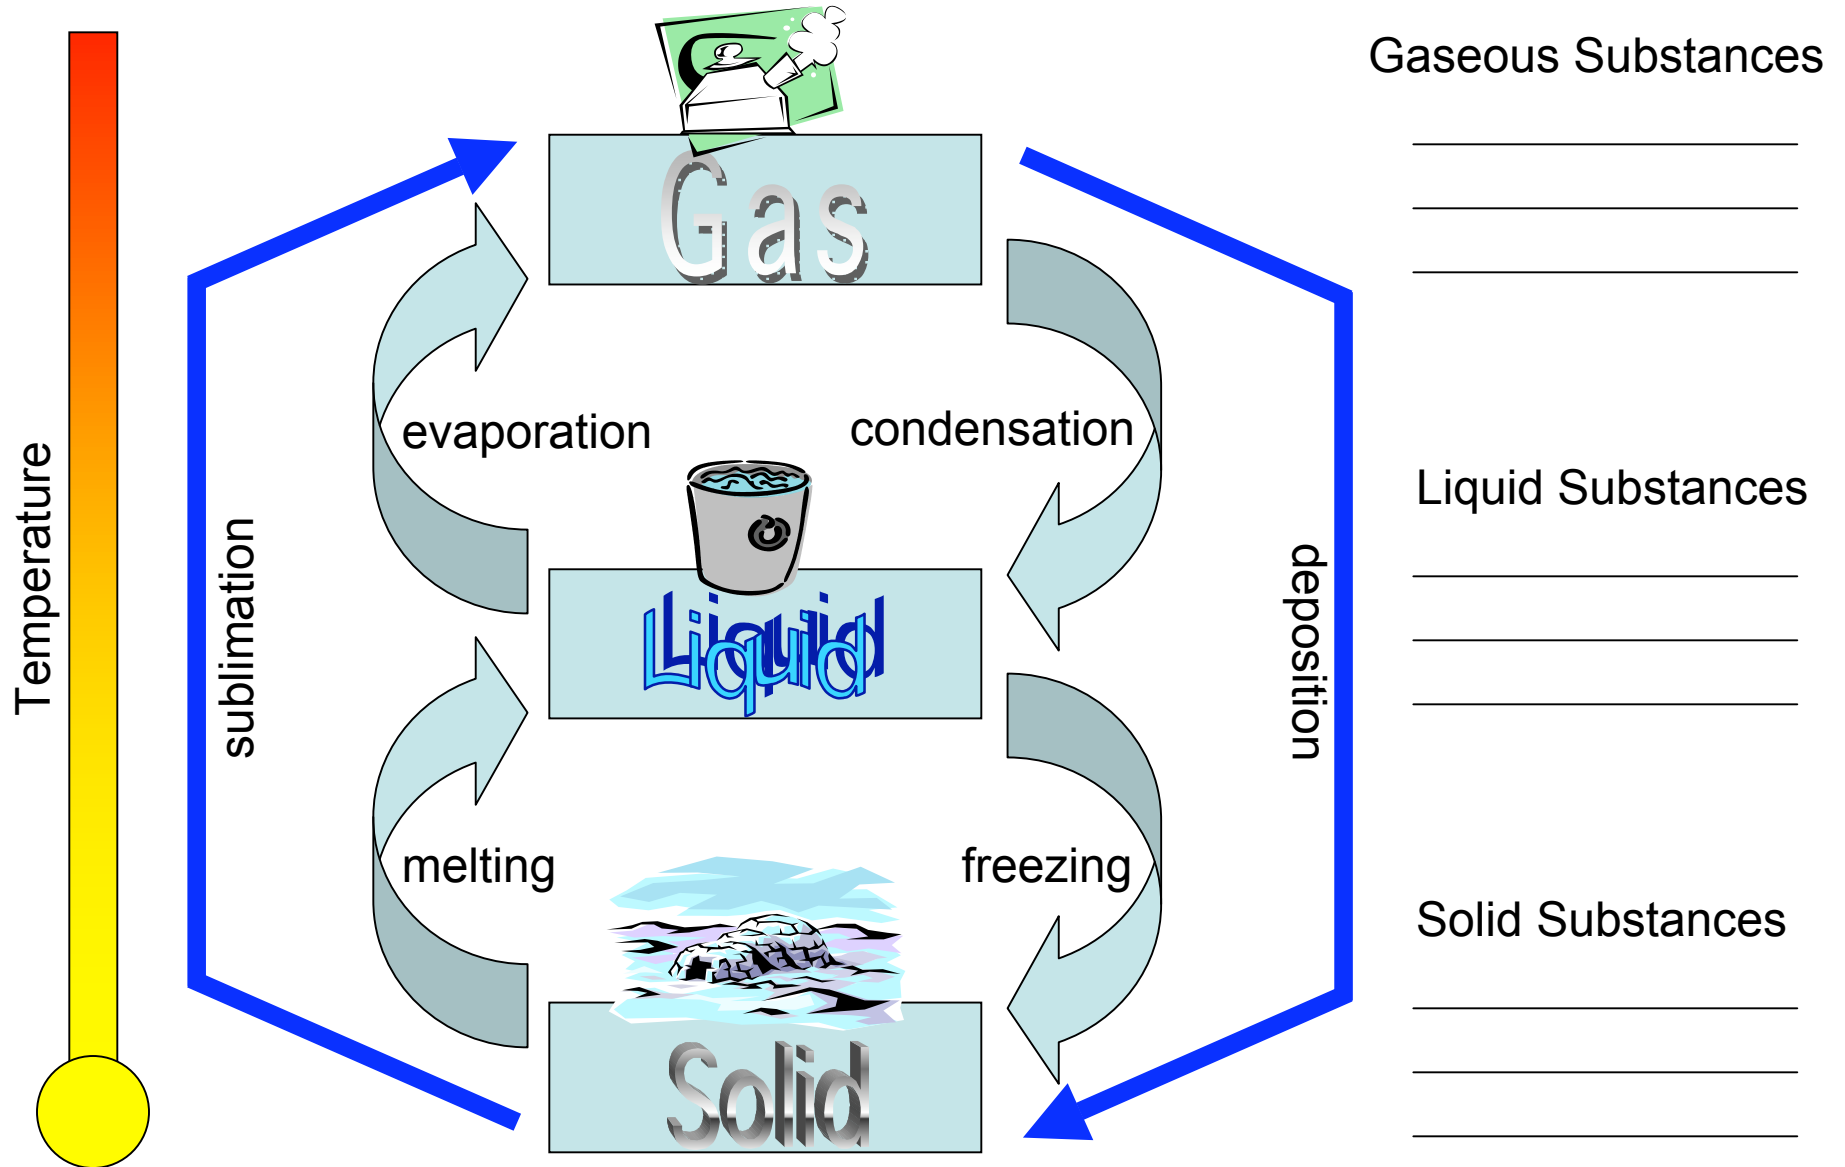 Gaseous Substances
Gas
evaporation
condensation
Temperature
sublimation
deposition
Liquid Substances
Liquid
melting
freezing
Solid Substances
Solid